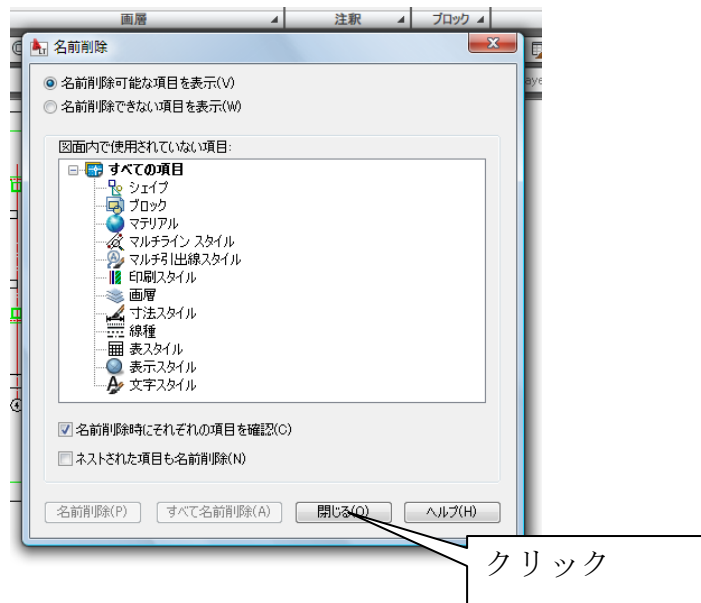 画層 注釈 ブロック
名前削除
名前削除可能な項目を表示(V)
名前削除できない項目を表示(W)
図面内で使用されていない項目:
すべての項目
シェイプ
ブロック
マテリアル
マルチライン スタイル
マルチ引出線スタイル
印刷スタイル
画層
寸法スタイル
線種
表スタイル
表示スタイル
文字スタイル
名前削除時にそれぞれの項目を確認(C)
ネストされた項目も名前削除(N)
名前削除(P) すべて名前削除(A) 閉じる(O) ヘルプ(H)
クリック